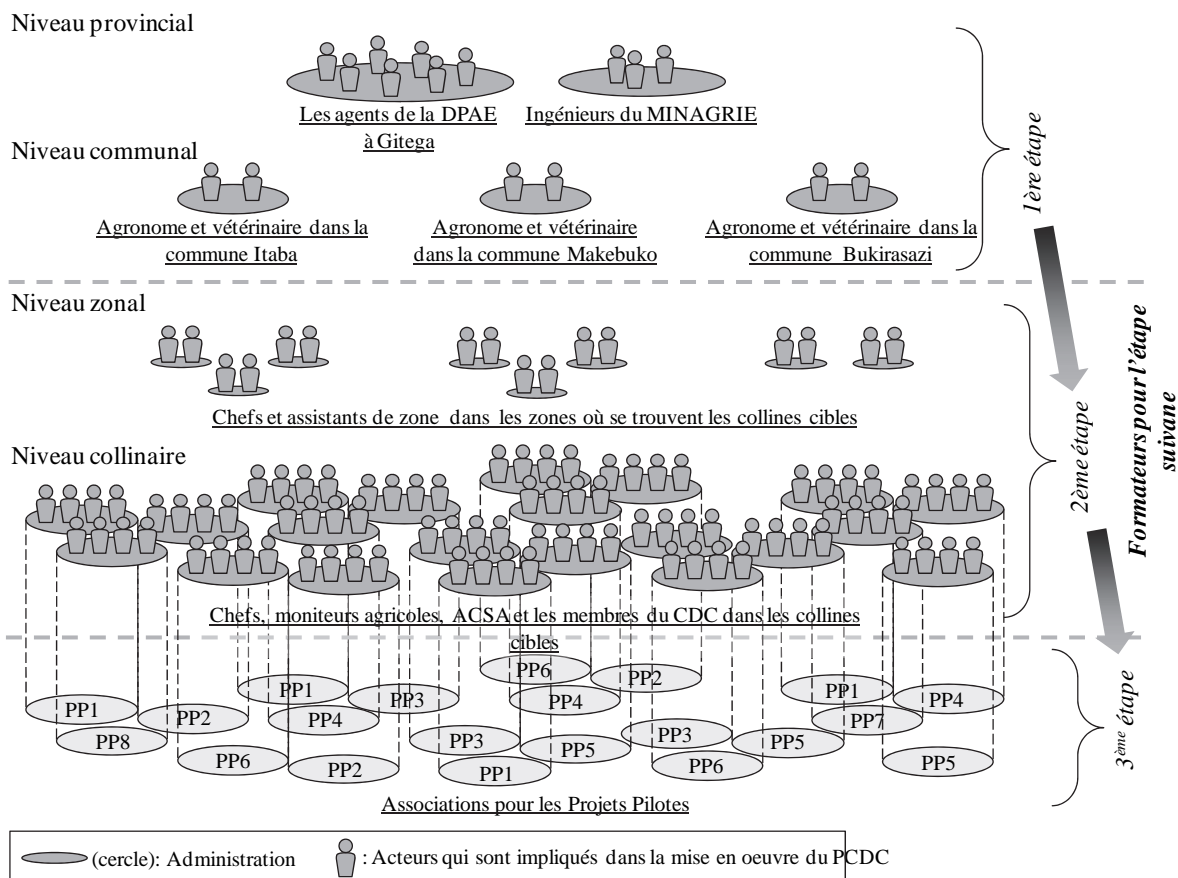 Niveau provincial
Les agents de la DPAE
à Gitega
Ingénieurs du MINAGRIE
Niveau communal
Agronome et vétérinaire dans la
commune Itaba
Agronome et vétérinaire
dans la commune Makebuko
Agronome et vétérinaire dans la
commune Bukirasazi
1ère étape
Niveau zonal
Chefs et assistants de zone dans les zones où se trouvent les collines cibles
Niveau collinaire
Chefs, moniteurs agricoles, ACSA et les membres du CDC dans les collines
cibles
2ème étape
Formateurs pour l'étape
suivane
PP6
PP2
PP1
PP3
PP4
PP1
PP4
PP1
PP2
PP4
PP7
PP8
PP3
PP5
PP3
PP5
PP6
PP2
PP1
PP6
PP5
3ème étape
Associations pour les Projets Pilotes
(cercle): Administration
: Acteurs qui sont impliqués dans la mise en oeuvre du PCDC